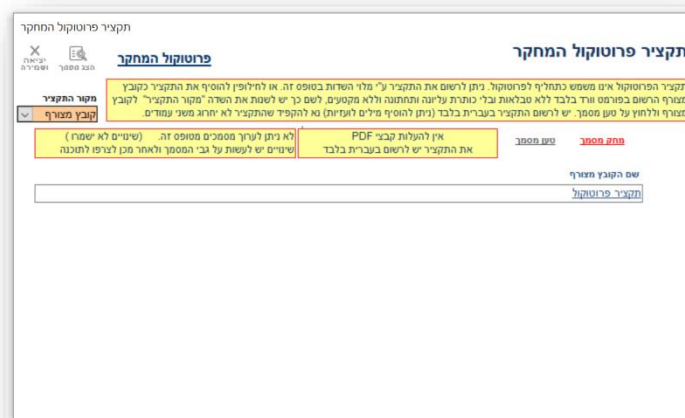 תקציר פרוטוקול המחקר
תקציר פרוטוקול המחקר
פרוטוקול המחקר
הצג מסמך
יציאה
ושמירה
תקציר הפרוטוקול אינו משמש כתחליף לפרוטוקול. ניתן לרשום את התקציר ע"י מלוי השדות בטופס זה. או לחילופין להוסיף את התקציר כקובץ
מצורף הרשום בפורמט וורד בלבד ללא טבלאות ובלי כותרת עליונה ותחתונה וללא מקטעים, לשם כך יש לשנות את השדה "מקור התקציר" לקובץ
מצורף וללחוץ על טען מסמך. יש לרשום התקציר בעברית בלבד (ניתן להוסיף מילים לועזיות) נא להקפיד שהתקציר לא יחרוג משני עמודים.
מקור התקציר
קובץ מצורף
מחק מסמך
טען מסמך
אין להעלות קבצי PDF
את התקציר יש לרשום בעברית בלבד
לא ניתן לערוך מסמכים מטופס זה. (שינויים לא ישמרו )
שינויים יש לעשות על גבי המסמך ולאחר מכן לצרפו לתוכנה
שם הקובץ מצורף
תקציר פרוטוקול